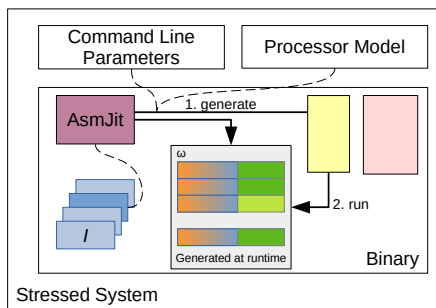 Command Line
Parameters
Processor Model
AsmJit
1. generate
ω
I
2. run
Generated at runtime
Binary
Stressed System